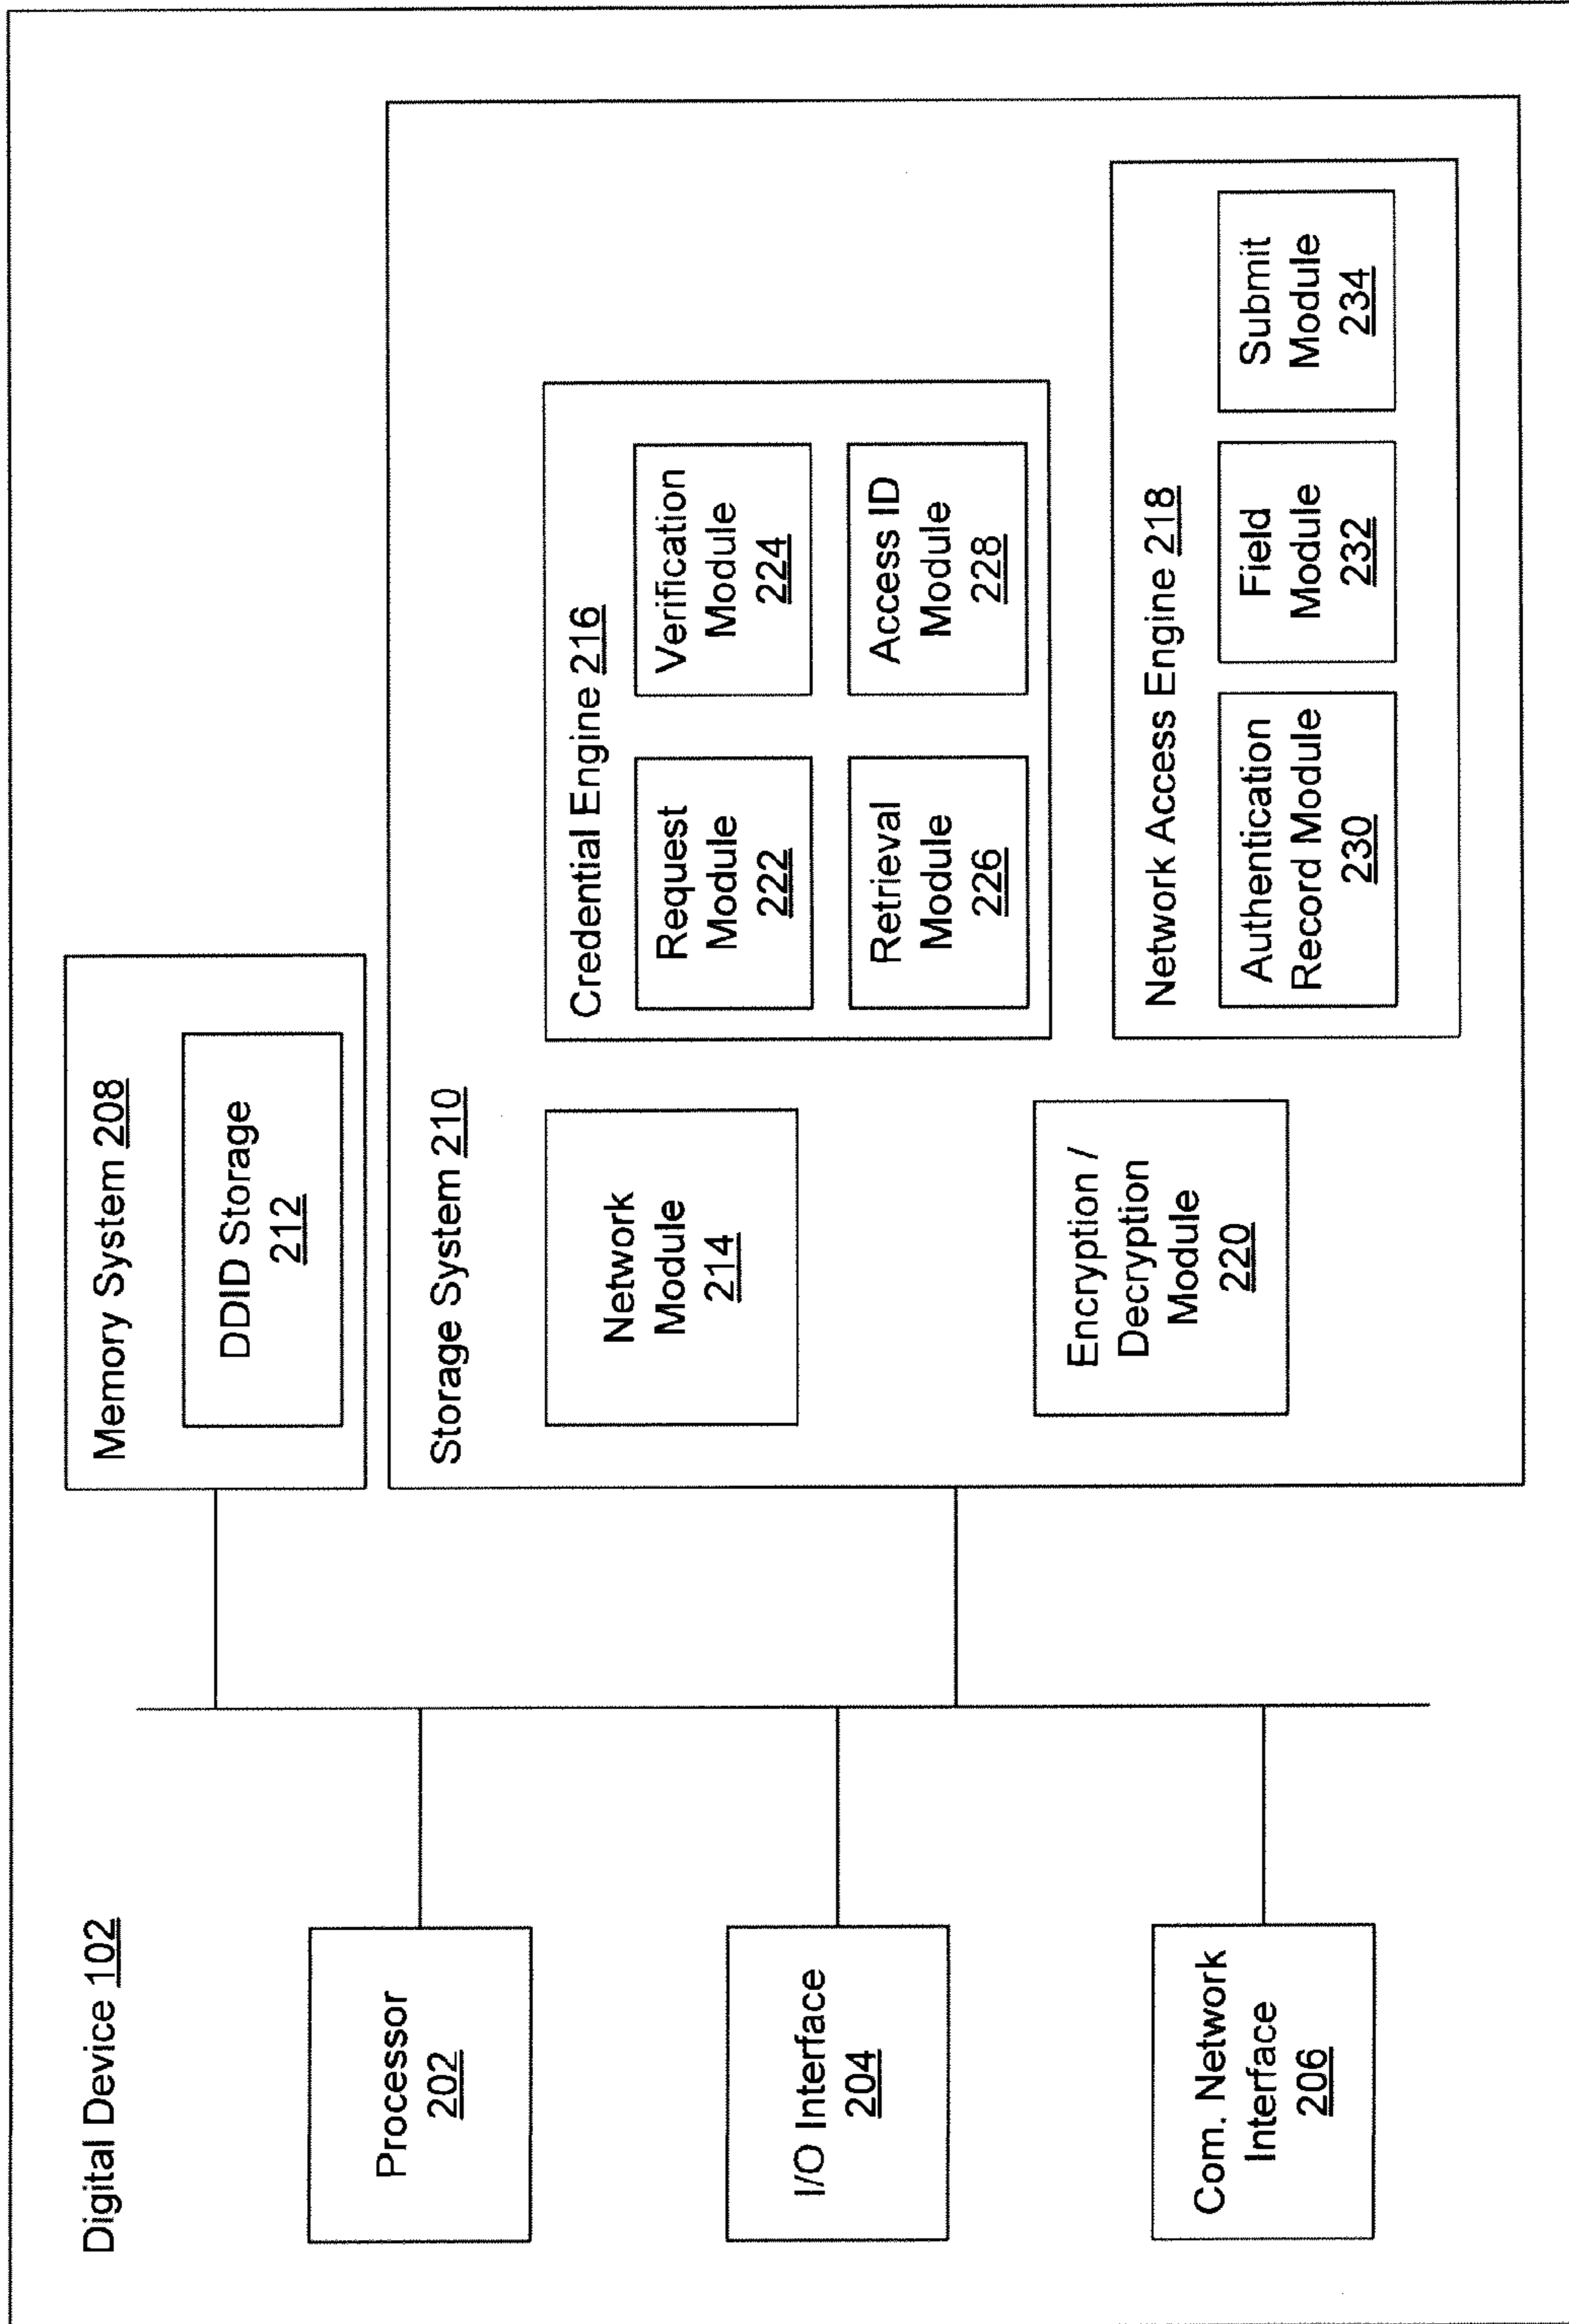 Digital Device 102
Processor
202
I/O Interface
204
Com. Network
Interface
206
Memory System 208
DDID Storage
212
Storage System 210
Network
Module
214
Encryption /
Decryption
Module
220
Credential Engine 216
Request
Module
222
Verification
Module
224
Retrieval
Module
226
Access ID
Module
228
Network Access Engine 218
Authentication
Record Module
230
Field
Module
232
Submit
Module
234